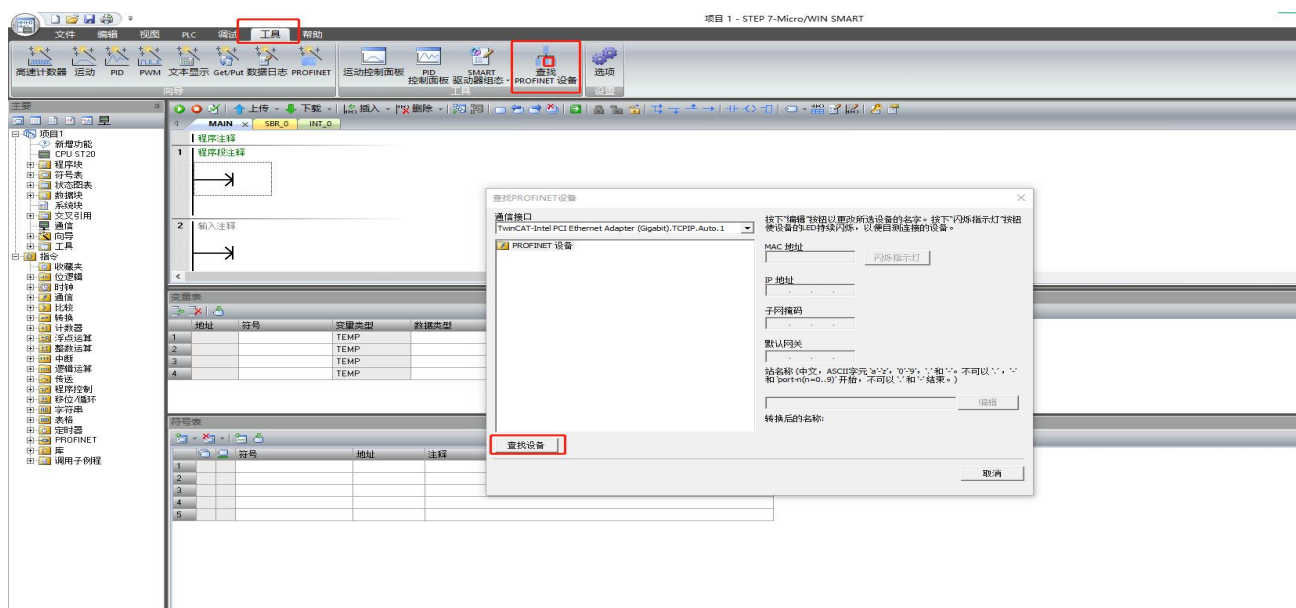 项目 1 - STEP 7-Micro/WIN SMART
文件 编辑 视图 PLC 调试 工具 帮助
高速计数器 运动 PID PWM 文本显示 Get/Put 数据日志 PROFINET
向导
运动控制面板 PID 控制面板 SMART 驱动器组态 查找 PROFINET 设备
工具
选项
设置
主要
项目1
新增功能
CPU ST20
程序块
符号表
状态图表
数据块
系统块
交叉引用
通信
向导
工具
指令
收藏夹
位逻辑
时钟
通信
比较
转换
计数器
浮点运算
整数运算
中断
逻辑运算
传送
程序控制
移位/循环
字符串
表格
定时器
PROFINET
库
调用子例程
上传 下载 插入 删除
MAIN SBR_0 INT_0
程序注释
1 程序段注释
2 输入注释
变量表
地址 符号 变量类型 数据类型
1 TEMP
2 TEMP
3 TEMP
4 TEMP
符号表
符号 地址 注释
1
2
3
4
5
查找PROFINET设备
通信接口
TwinCAT-Intel PCI Ethernet Adapter (Gigabit).TCPIP.Auto.1
PROFINET 设备
查找设备
按下"编辑"按钮以更改所选设备的名字。按下"闪烁指示灯"按钮
使设备的LED持续闪烁，以便目测连接的设备。
MAC 地址
闪烁指示灯
IP 地址
子网掩码
默认网关
站名称 (中文，ASCII字元 'a'-'z'，'0'-'9'，'.' 和 '-'。不可以 '.'，'-'
和 'port-n(n=0..9)' 开始，不可以 '.' 和 '-' 结束。)
编辑
转换后的名称:
取消